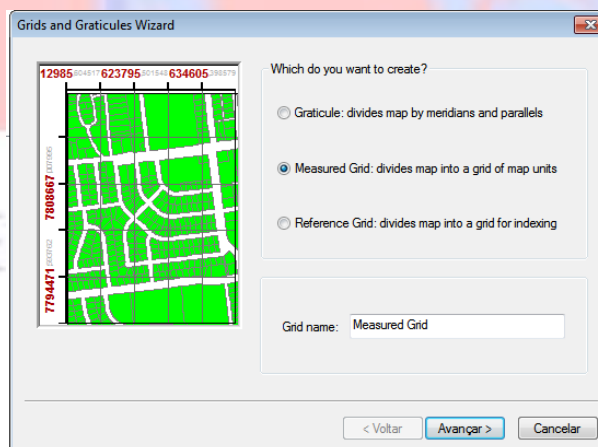 Grids and Graticules Wizard
Which do you want to create?
12985 623795 634605
Graticule: divides map by meridians and parallels
Measured Grid: divides map into a grid of map units
7808667
Reference Grid: divides map into a grid for indexing
7794471
Grid name: Measured Grid
< Voltar Avançar > Cancelar